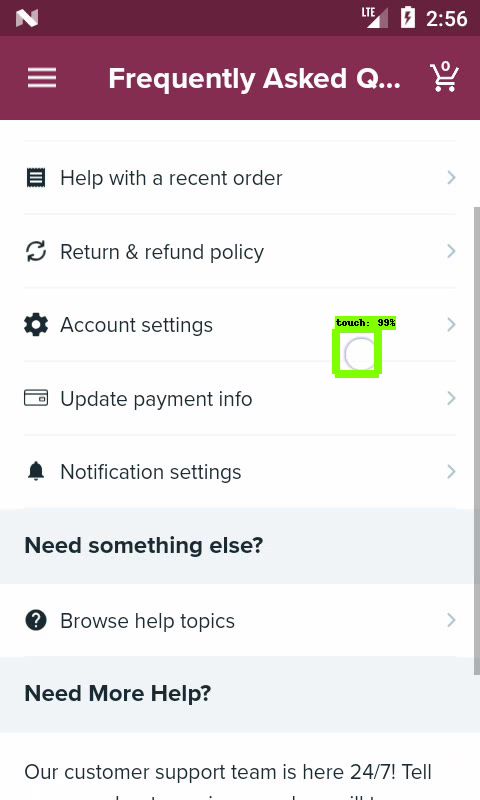 LTE
2:56
Frequently Asked Q...
0
Help with a recent order
Return & refund policy
Account settings
touch: 99%
Update payment info
Notification settings
Need something else?
Browse help topics
Need More Help?
Our customer support team is here 24/7! Tell